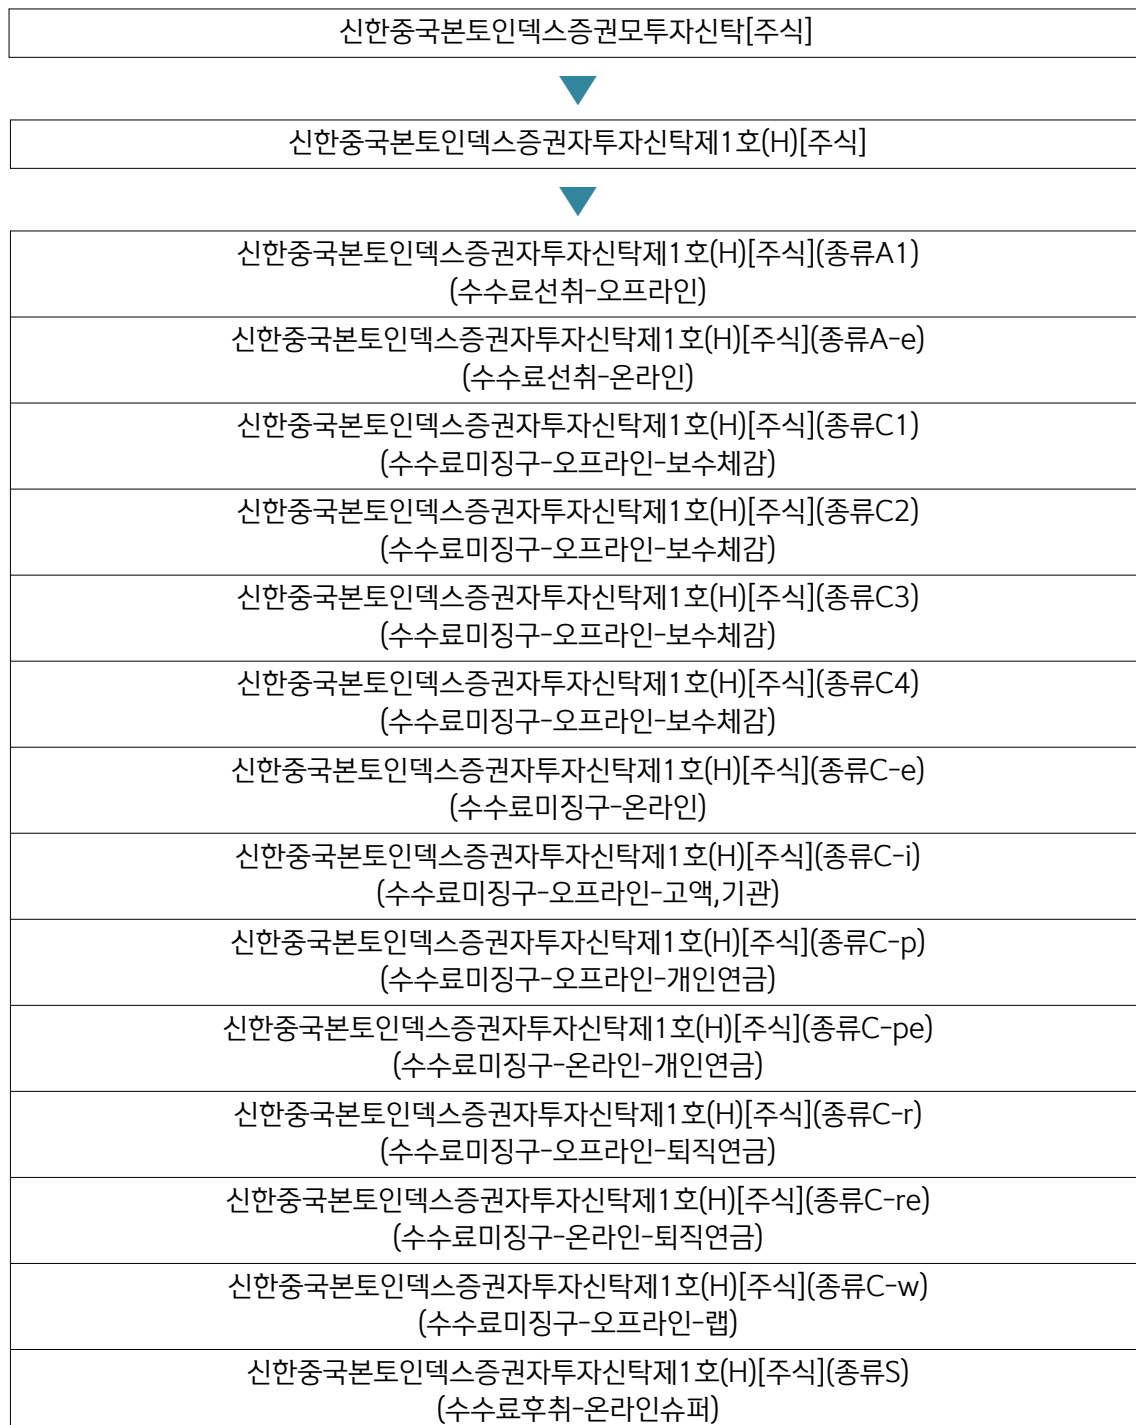 신한중국본토인덱스증권모투자신탁[주식]
신한중국본토인덱스증권자투자신탁제1호(H)[주식]
신한중국본토인덱스증권자투자신탁제1호(H)[주식](종류A1)
(수수료선취-오프라인)
신한중국본토인덱스증권자투자신탁제1호(H)[주식](종류A-e)
(수수료선취-온라인)
신한중국본토인덱스증권자투자신탁제1호(H)[주식](종류C1)
(수수료미징구-오프라인-보수체감)
신한중국본토인덱스증권자투자신탁제1호(H)[주식](종류C2)
(수수료미징구-오프라인-보수체감)
신한중국본토인덱스증권자투자신탁제1호(H)[주식](종류C3)
(수수료미징구-오프라인-보수체감)
신한중국본토인덱스증권자투자신탁제1호(H)[주식](종류C4)
(수수료미징구-오프라인-보수체감)
신한중국본토인덱스증권자투자신탁제1호(H)[주식](종류C-e)
(수수료미징구-온라인)
신한중국본토인덱스증권자투자신탁제1호(H)[주식](종류C-i)
(수수료미징구-오프라인-고액,기관)
신한중국본토인덱스증권자투자신탁제1호(H)[주식](종류C-p)
(수수료미징구-오프라인-개인연금)
신한중국본토인덱스증권자투자신탁제1호(H)[주식](종류C-pe)
(수수료미징구-온라인-개인연금)
신한중국본토인덱스증권자투자신탁제1호(H)[주식](종류C-r)
(수수료미징구-오프라인-퇴직연금)
신한중국본토인덱스증권자투자신탁제1호(H)[주식](종류C-re)
(수수료미징구-온라인-퇴직연금)
신한중국본토인덱스증권자투자신탁제1호(H)[주식](종류C-w)
(수수료미징구-오프라인-랩)
신한중국본토인덱스증권자투자신탁제1호(H)[주식](종류S)
(수수료후취-온라인슈퍼)